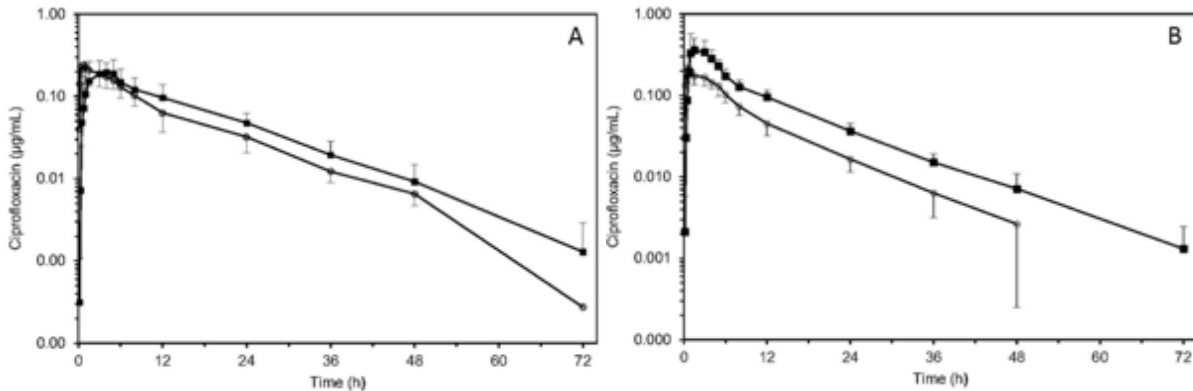 A
1.00
0.10
0.01
0.00
0.00
Ciprofloxacin (µg/mL)
0 12 24 36 48 60 72
Time (h)
B
1.000
0.100
0.010
0.001
0.000
Ciprofloxacin (µg/mL)
0 12 24 36 48 60 72
Time (h)